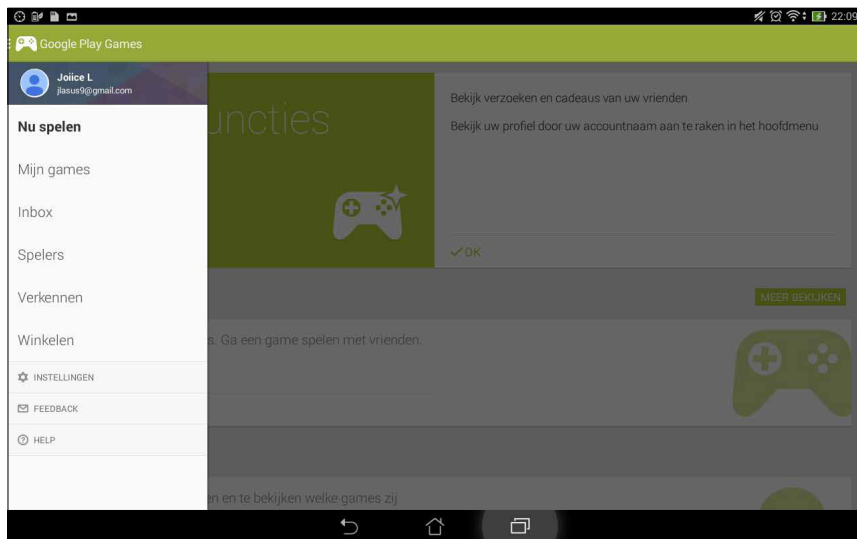 22:09
Google Play Games
Joiice L
jlasus9@gmail.com
Nu spelen
Mijn games
Inbox
Spelers
Verkennen
Winkelen
INSTELLINGEN
FEEDBACK
HELP
uncties
Bekijk verzoeken en cadeaus van uw vrienden
Bekijk uw profiel door uw accountnaam aan te raken in het hoofdmenu
OK
MEER BEKIJKEN
s. Ga een game spelen met vrienden.
en en te bekijken welke games zij